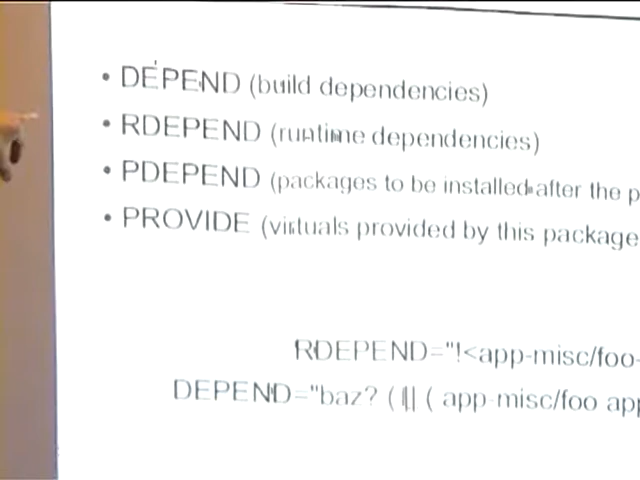 • DEPEND (build dependencies)
• RDEPEND (runtime dependencies)
• PDEPEND (packages to be installed after the p
• PROVIDE (virtuals provided by this package
RDEPEND="!<app-misc/foo-
DEPEND="baz? ( || ( app-misc/foo app